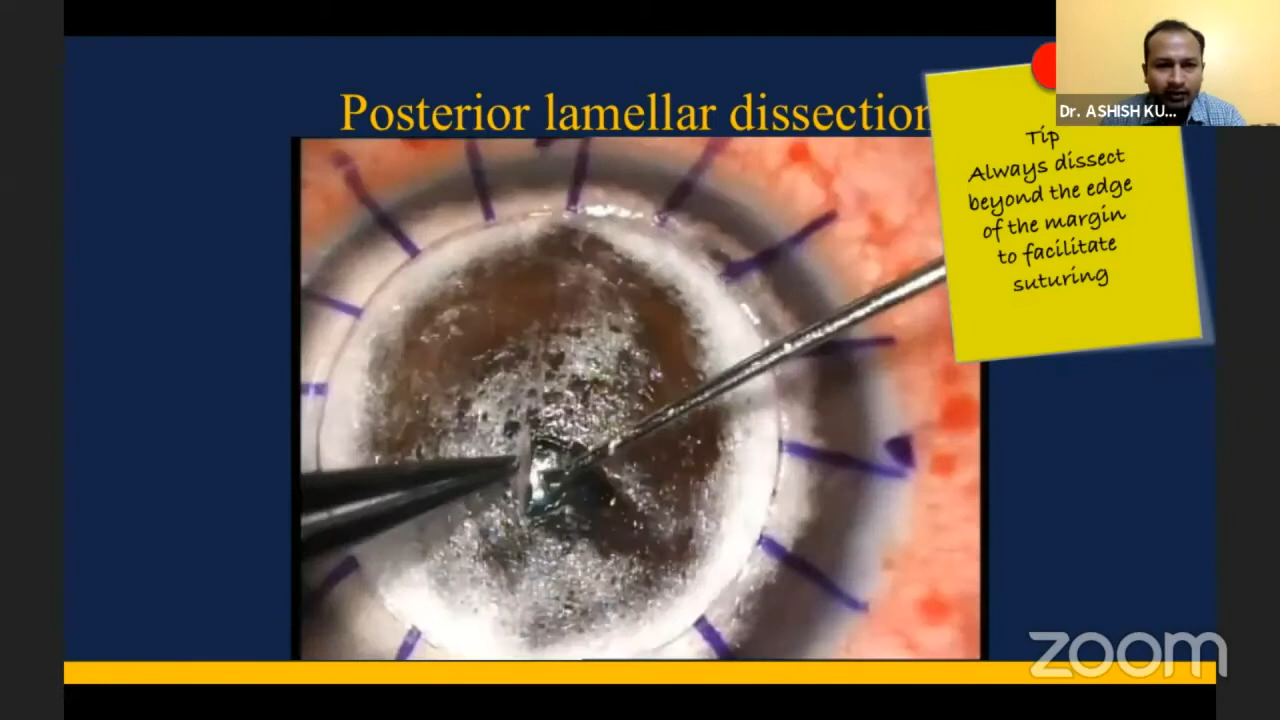 Posterior lamellar dissection
Dr. ASHISH KU...
Tip
Always dissect
beyond the edge
of the margin
to facilitate
suturing
zoom